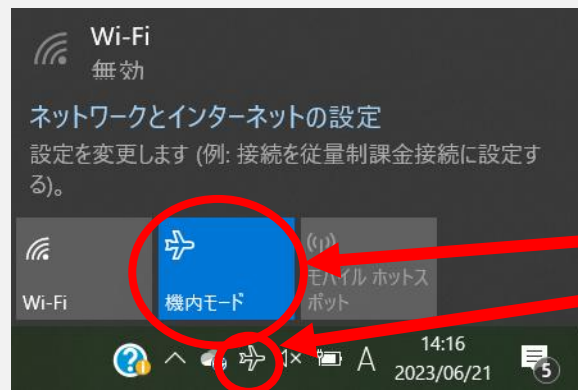 Wi-Fi
無効
ネットワークとインターネットの設定
設定を変更します (例: 接続を従量制課金接続に設定す
る)。
Wi-Fi
機内モード
モバイル ホットス
ポット
A
14:16
2023/06/21
5